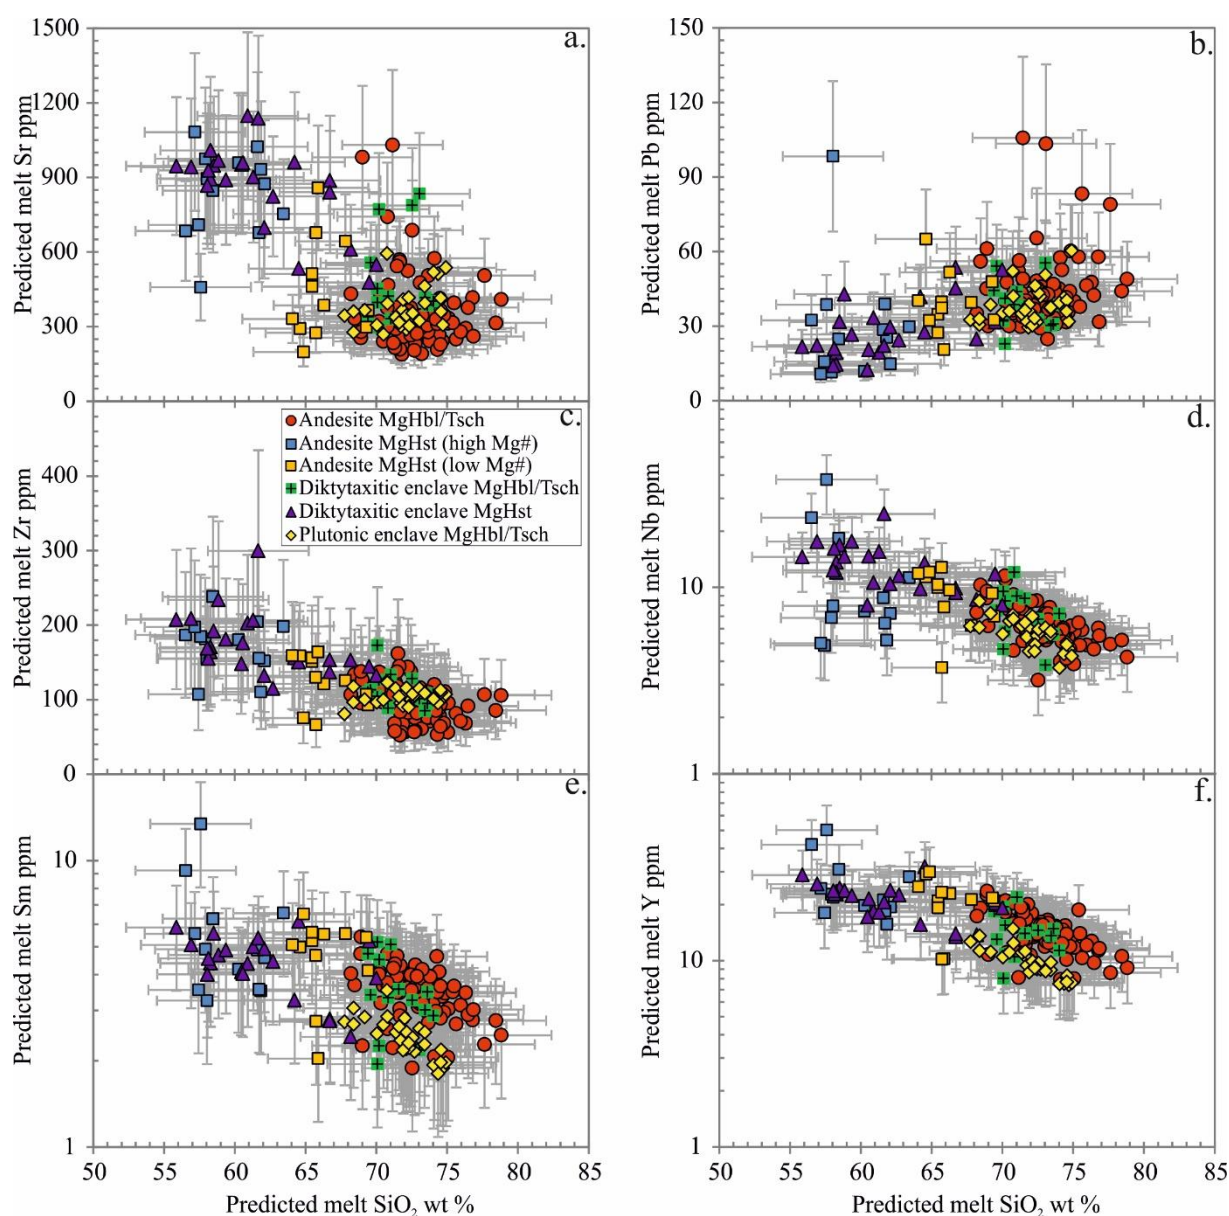 a.
Predicted melt Sr ppm
1500
1200
900
600
300
0
b.
Predicted melt Pb ppm
150
120
90
60
30
0
c.
Predicted melt Zr ppm
400
300
200
100
0
Andesite MgHbl/Tsch
Andesite MgHst (high Mg#)
Andesite MgHst (low Mg#)
Diktytaxitic enclave MgHbl/Tsch
Diktytaxitic enclave MgHst
Plutonic enclave MgHbl/Tsch
d.
Predicted melt Nb ppm
10
1
e.
Predicted melt Sm ppm
10
1
50 55 60 65 70 75 80 85
Predicted melt SiO₂ wt %
f.
Predicted melt Y ppm
10
1
50 55 60 65 70 75 80 85
Predicted melt SiO₂ wt %